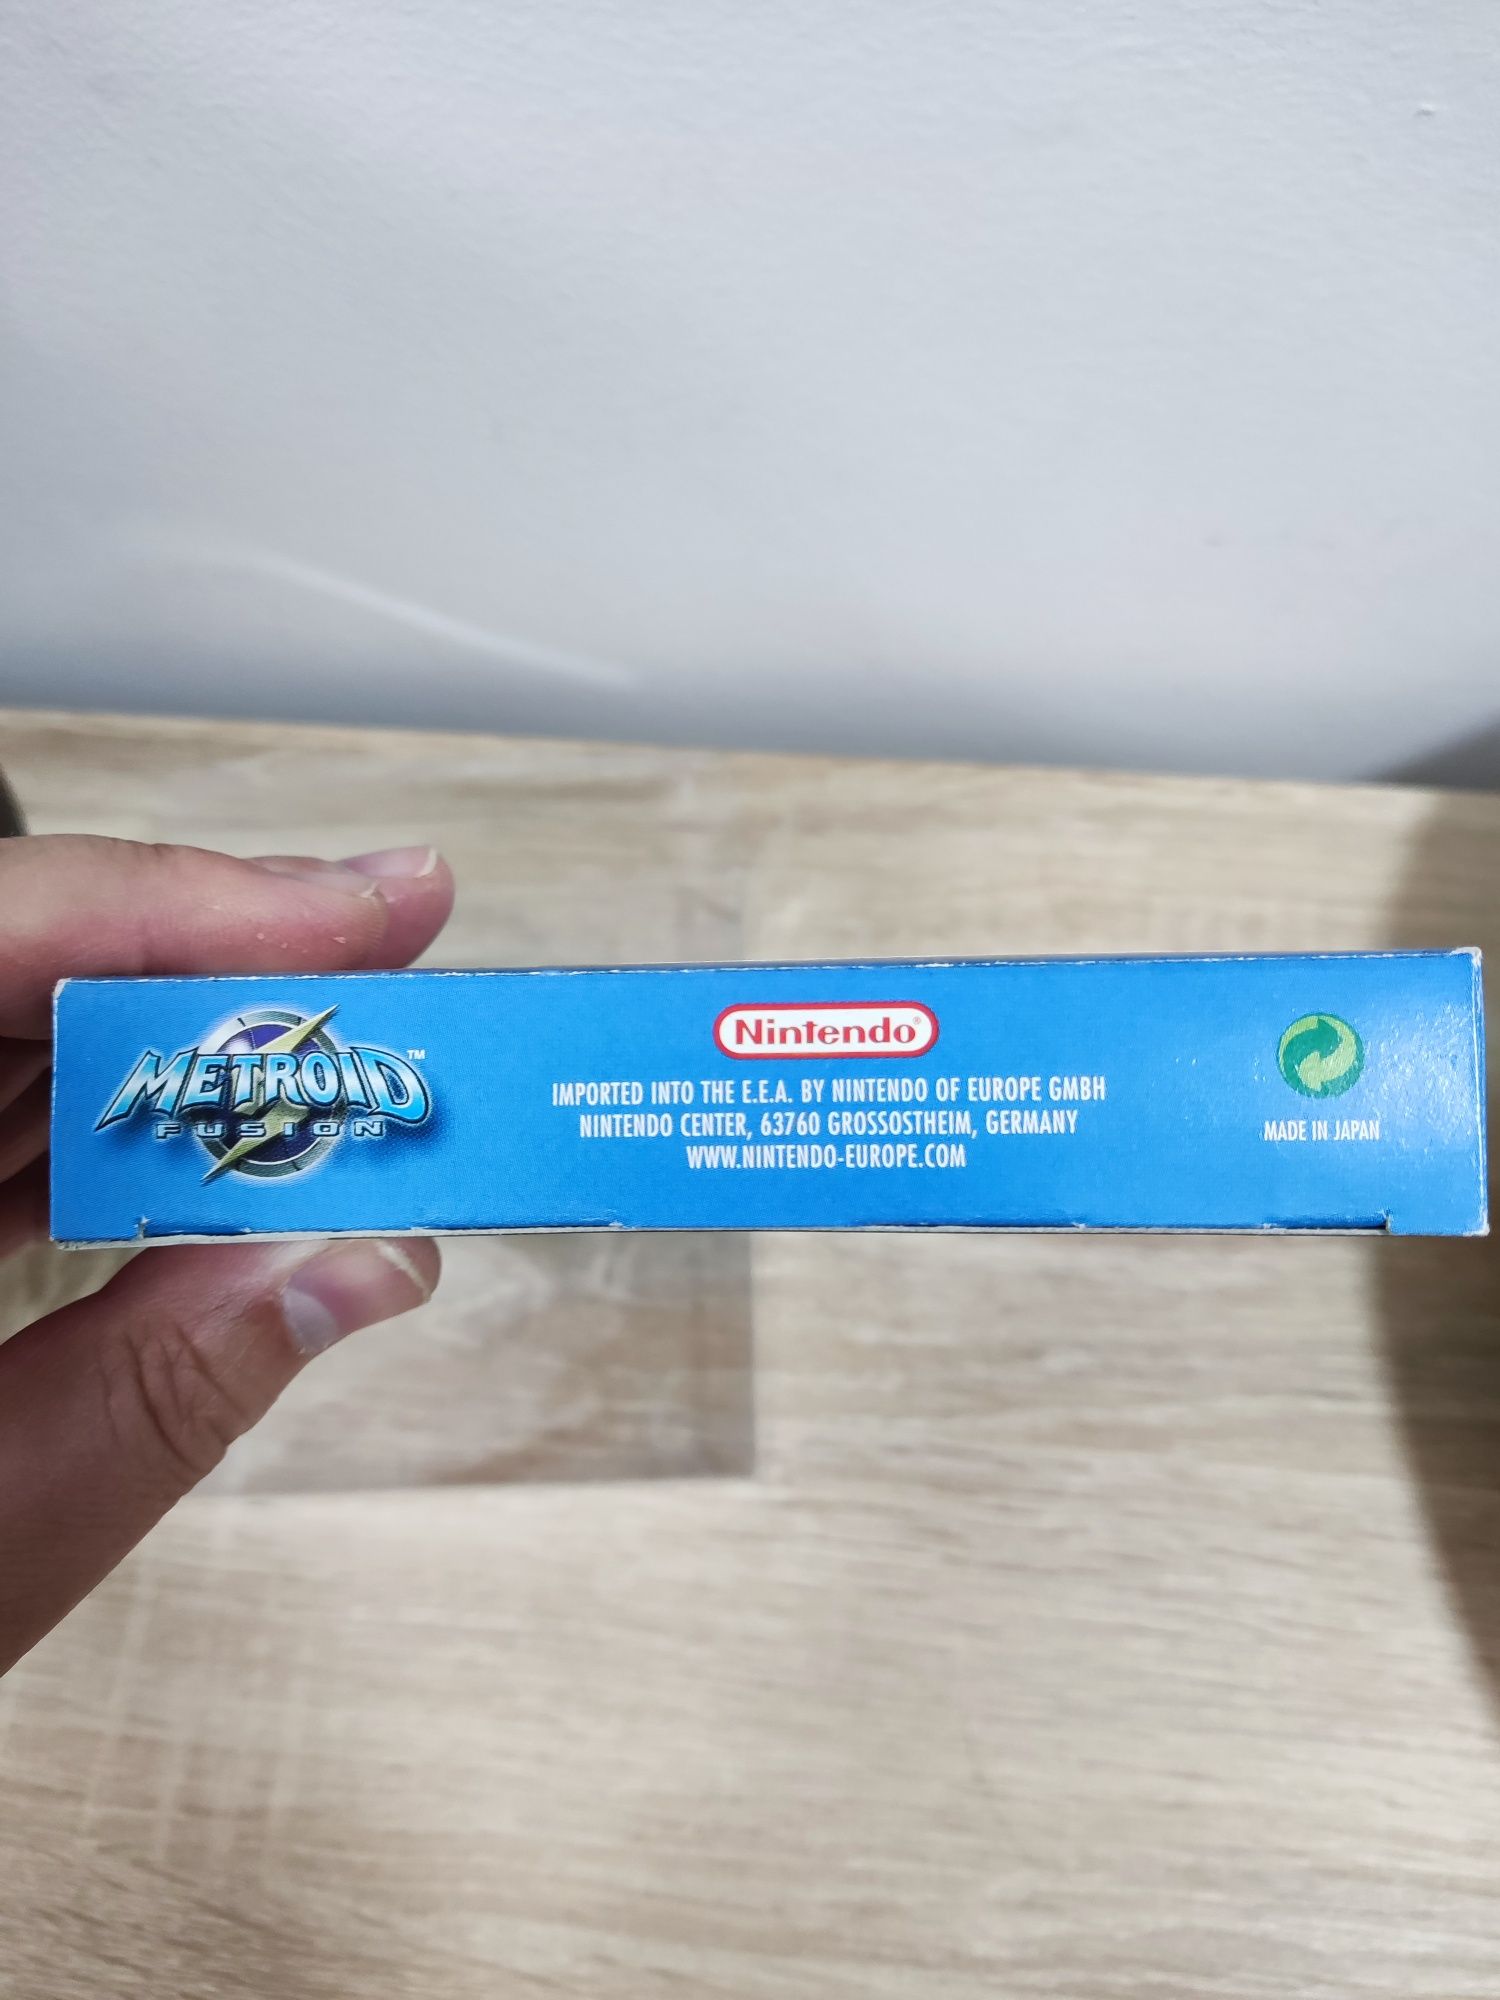 METROID™
FUSION
Nintendo®
IMPORTED INTO THE E.E.A. BY NINTENDO OF EUROPE GMBH
NINTENDO CENTER, 63760 GROSSOSTHEIM, GERMANY
WWW.NINTENDO-EUROPE.COM
MADE IN JAPAN